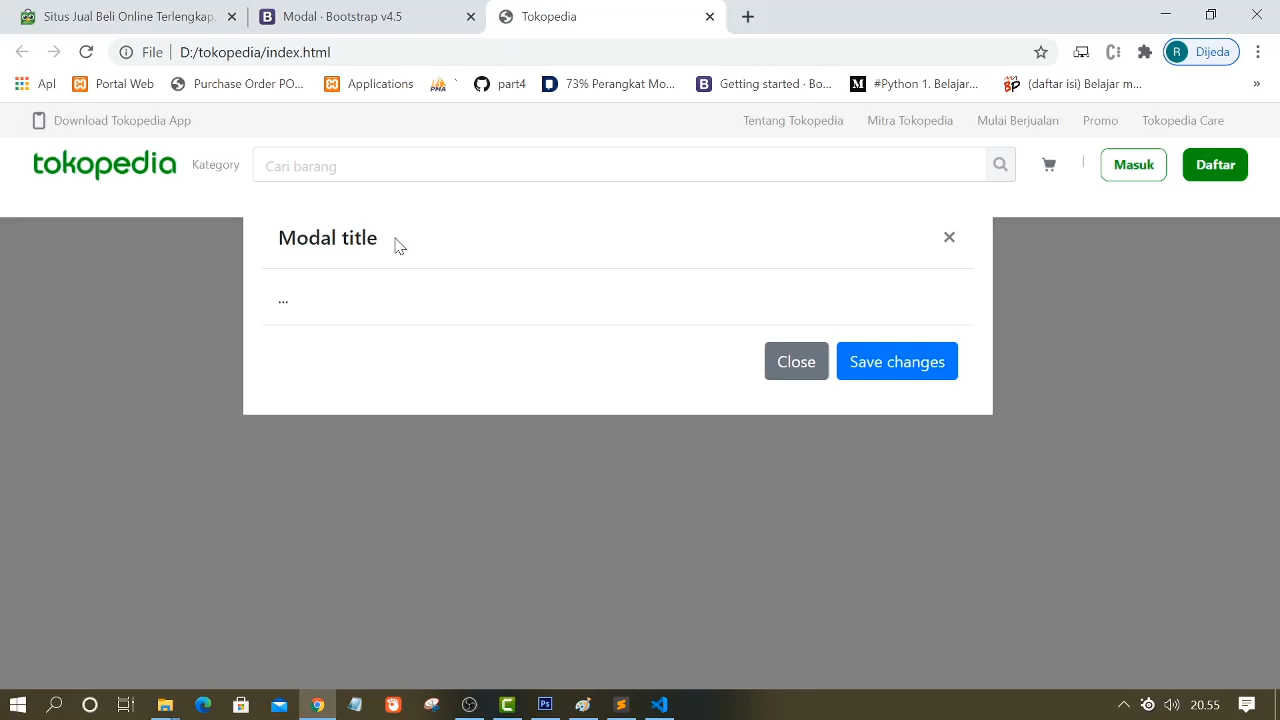 Situs Jual Beli Online Terlengkap,
Modal · Bootstrap v4.5
Tokopedia
File
D:/tokopedia/index.html
Dijeda
R
Apl
Portal Web
Purchase Order PO...
Applications
PMA
part4
73% Perangkat Mo...
Getting started · Bo...
#Python 1. Belajar...
(daftar isi) Belajar m...
»
Download Tokopedia App
Tentang Tokopedia
Mitra Tokopedia
Mulai Berjualan
Promo
Tokopedia Care
tokopedia
Kategory
Cari barang
Masuk
Daftar
Modal title
×
...
Close
Save changes
20.55